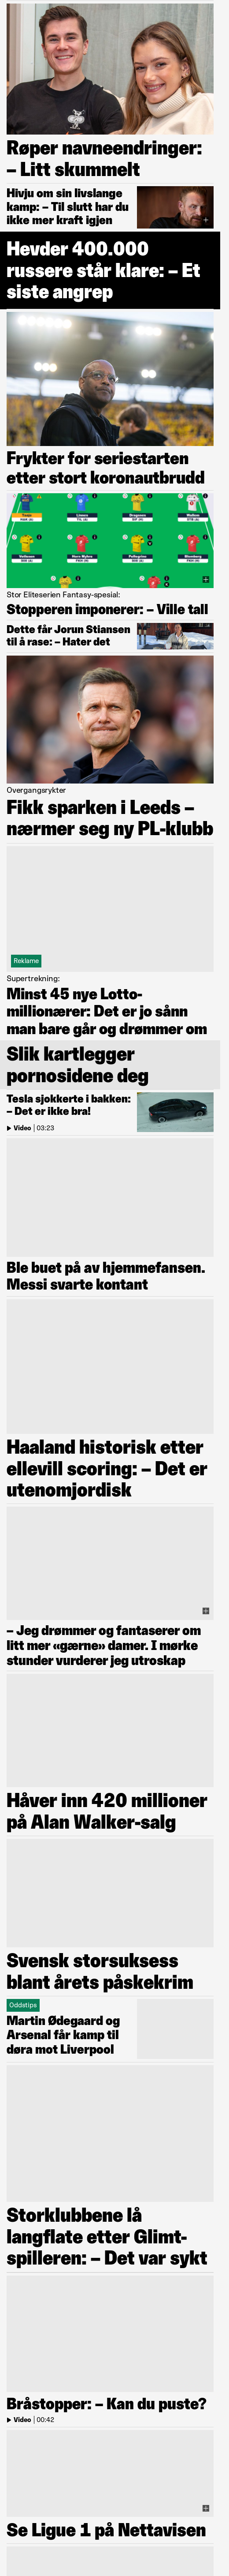 Røper navneendringer:
– Litt skummelt
Hivju om sin livslange
kamp: – Til slutt har du
ikke mer kraft igjen
Hevder 400.000
russere står klare: – Et
siste angrep
Frykter for seriestarten
etter stort koronautbrudd
Stor Eliteserien Fantasy-spesial:
Stopperen imponerer: – Ville tall
Dette får Jorun Stiansen
til å rase: – Hater det
Overgangsrykter
Fikk sparken i Leeds –
nærmer seg ny PL-klubb
Reklame
Supertrekning:
Minst 45 nye Lotto-
millionærer: Det er jo sånn
man bare går og drømmer om
Slik kartlegger
pornosidene deg
Tesla sjokkerte i bakken:
– Det er ikke bra!
Video | 03:23
Ble buet på av hjemmefansen.
Messi svarte kontant
Haaland historisk etter
ellevill scoring: – Det er
utenomjordisk
– Jeg drømmer og fantaserer om
litt mer «gærne» damer. I mørke
stunder vurderer jeg utroskap
Håver inn 420 millioner
på Alan Walker-salg
Svensk storsuksess
blant årets påskekrim
Oddstips
Martin Ødegaard og
Arsenal får kamp til
døra mot Liverpool
Storklubbene lå
langflate etter Glimt-
spilleren: – Det var sykt
Bråstopper: – Kan du puste?
Video | 00:42
Se Ligue 1 på Nettavisen